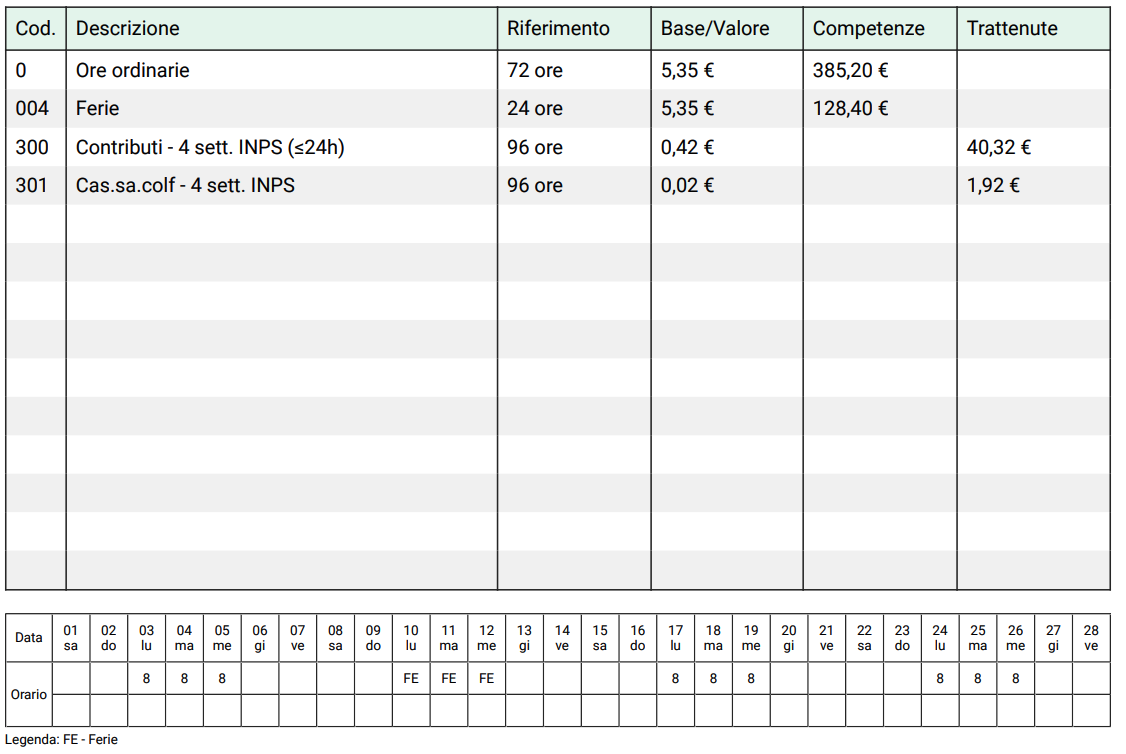 Cod. Descrizione Riferimento Base/Valore Competenze Trattenute
0 Ore ordinarie 72 ore 5,35 € 385,20 €
004 Ferie 24 ore 5,35 € 128,40 €
300 Contributi - 4 sett. INPS (≤24h) 96 ore 0,42 € 40,32 €
301 Cas.sa.colf - 4 sett. INPS 96 ore 0,02 € 1,92 €
Data 01 02 03 04 05 06 07 08 09 10 11 12 13 14 15 16 17 18 19 20 21 22 23 24 25 26 27 28
sa do lu ma me gi ve sa do lu ma me gi ve sa do lu ma me gi ve sa do lu ma me gi ve
Orario 8 8 8 FE FE FE 8 8 8 8 8 8
Legenda: FE - Ferie